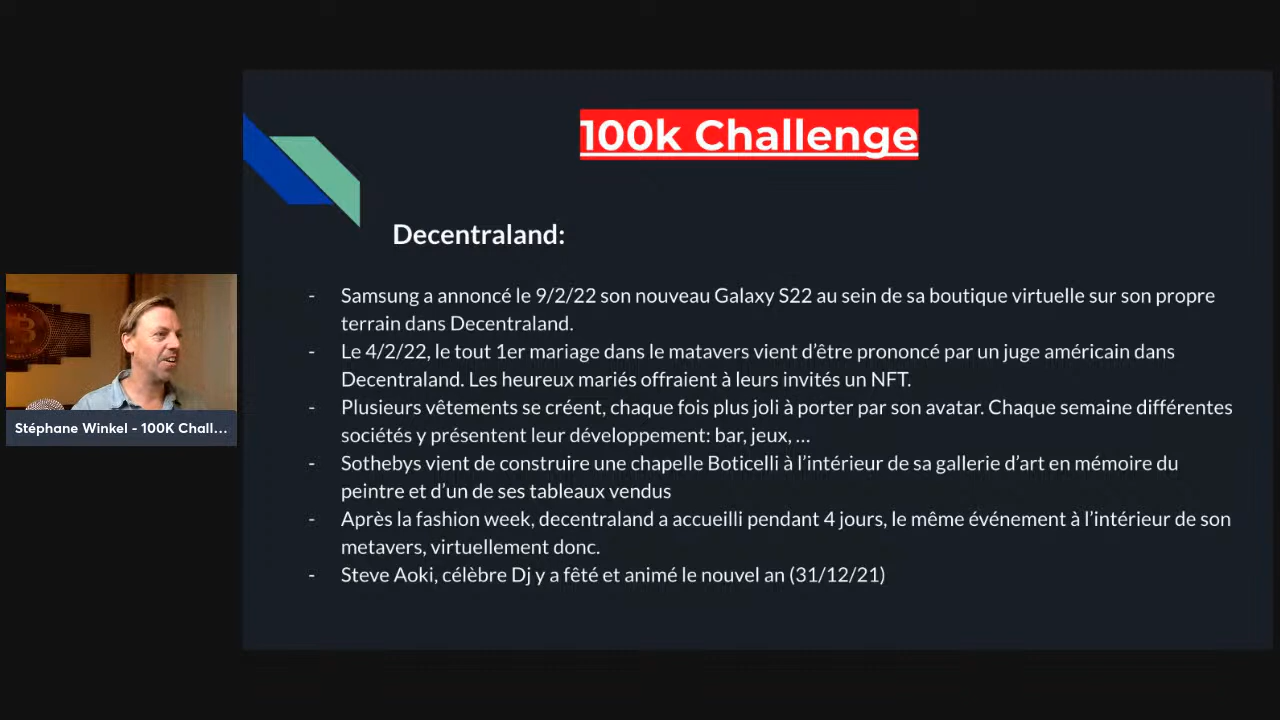 100k Challenge
Decentraland:
- Samsung a annoncé le 9/2/22 son nouveau Galaxy S22 au sein de sa boutique virtuelle sur son propre
terrain dans Decentraland.
- Le 4/2/22, le tout 1er mariage dans le matavers vient d’être prononcé par un juge américain dans
Decentraland. Les heureux mariés offraient à leurs invités un NFT.
- Plusieurs vêtements se créent, chaque fois plus joli à porter par son avatar. Chaque semaine différentes
sociétés y présentent leur développement: bar, jeux, ...
- Sothebys vient de construire une chapelle Boticelli à l’intérieur de sa gallerie d’art en mémoire du
peintre et d’un de ses tableaux vendus
- Après la fashion week, decentraland a accueilli pendant 4 jours, le même événement à l’intérieur de son
metavers, virtuellement donc.
- Steve Aoki, célèbre Dj y a fêté et animé le nouvel an (31/12/21)
Stéphane Winkel - 100K Chall...